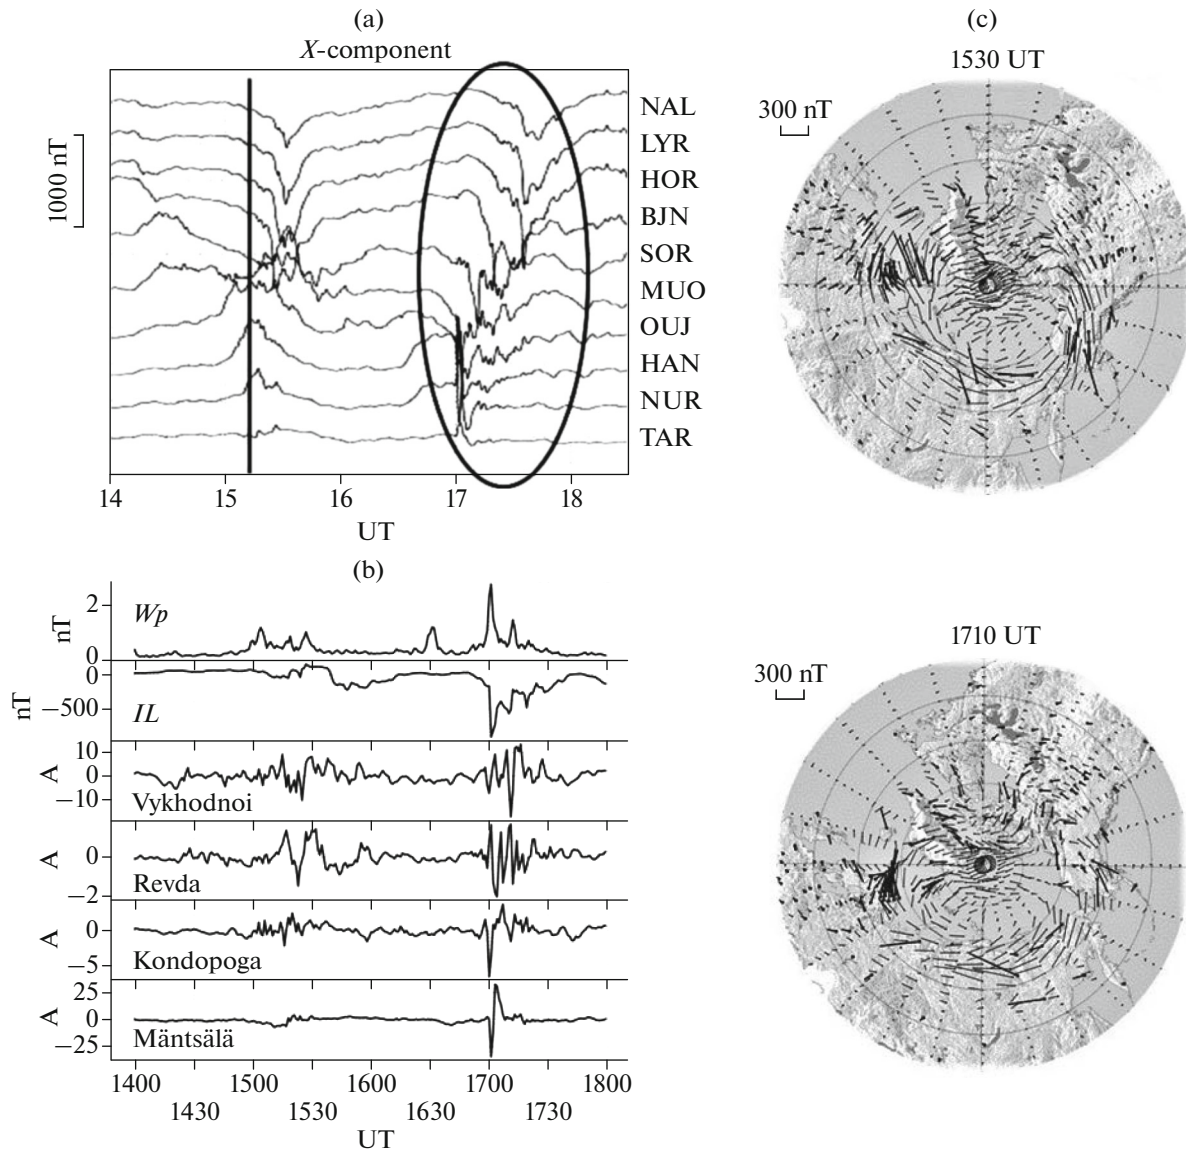 (a)
X-component
1000 nT
NAL
LYR
HOR
BJN
SOR
MUO
OUJ
HAN
NUR
TAR
14 15 16 17 18
UT
(b)
nT
2
0
Wp
nT
0
−500
IL
A
10
0
−10
Vykhodnoi
A
0
−2
Revda
A
0
−5
Kondopoga
A
25
0
−25
Mäntsälä
1400 1500 1600 1700 1800
1430 1530 1630 1730
UT
(c)
1530 UT
300 nT
1710 UT
300 nT